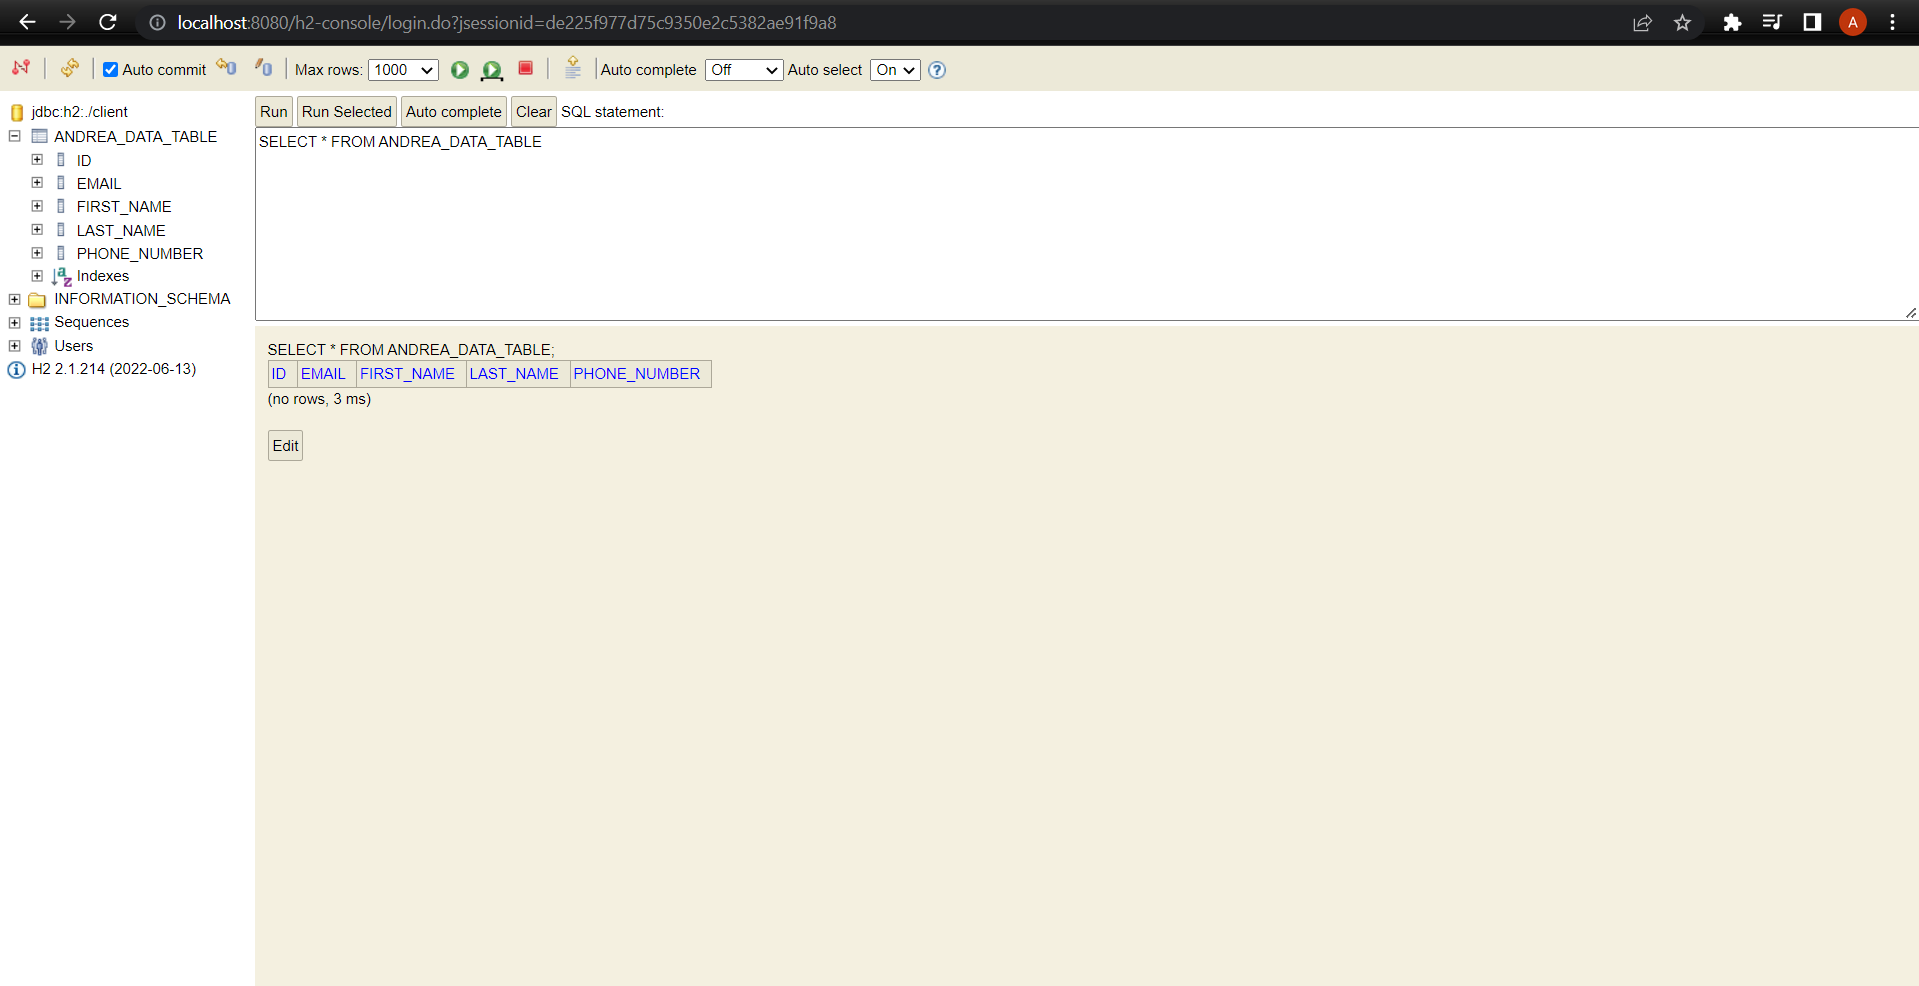 localhost:8080/h2-console/login.do?jsessionid=de225f977d75c9350e2c5382ae91f9a8
A
Auto commit Max rows: 1000 Auto complete Off Auto select On ?
jdbc:h2:./client
ANDREA_DATA_TABLE
ID
EMAIL
FIRST_NAME
LAST_NAME
PHONE_NUMBER
Indexes
INFORMATION_SCHEMA
Sequences
Users
H2 2.1.214 (2022-06-13)
Run Run Selected Auto complete Clear SQL statement:
SELECT * FROM ANDREA_DATA_TABLE
SELECT * FROM ANDREA_DATA_TABLE;
ID EMAIL FIRST_NAME LAST_NAME PHONE_NUMBER
(no rows, 3 ms)
Edit